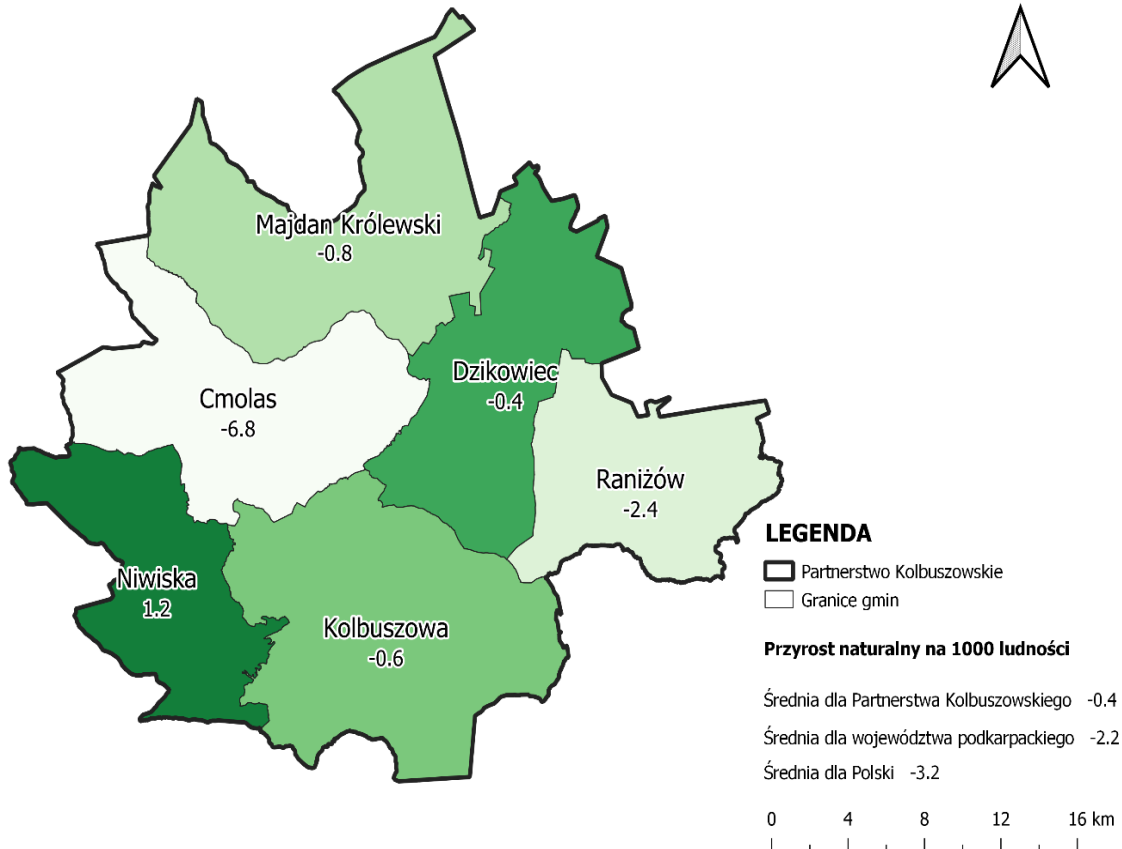 Majdan Królewski
-0.8
Dzikowiec
-0.4
Cmolas
-6.8
Raniżów
-2.4
Niwiska
1.2
Kolbuszowa
-0.6
LEGENDA
Partnerstwo Kolbuszowskie
Granice gmin
Przyrost naturalny na 1000 ludności
Średnia dla Partnerstwa Kolbuszowskiego -0.4
Średnia dla województwa podkarpackiego -2.2
Średnia dla Polski -3.2
0 4 8 12 16 km